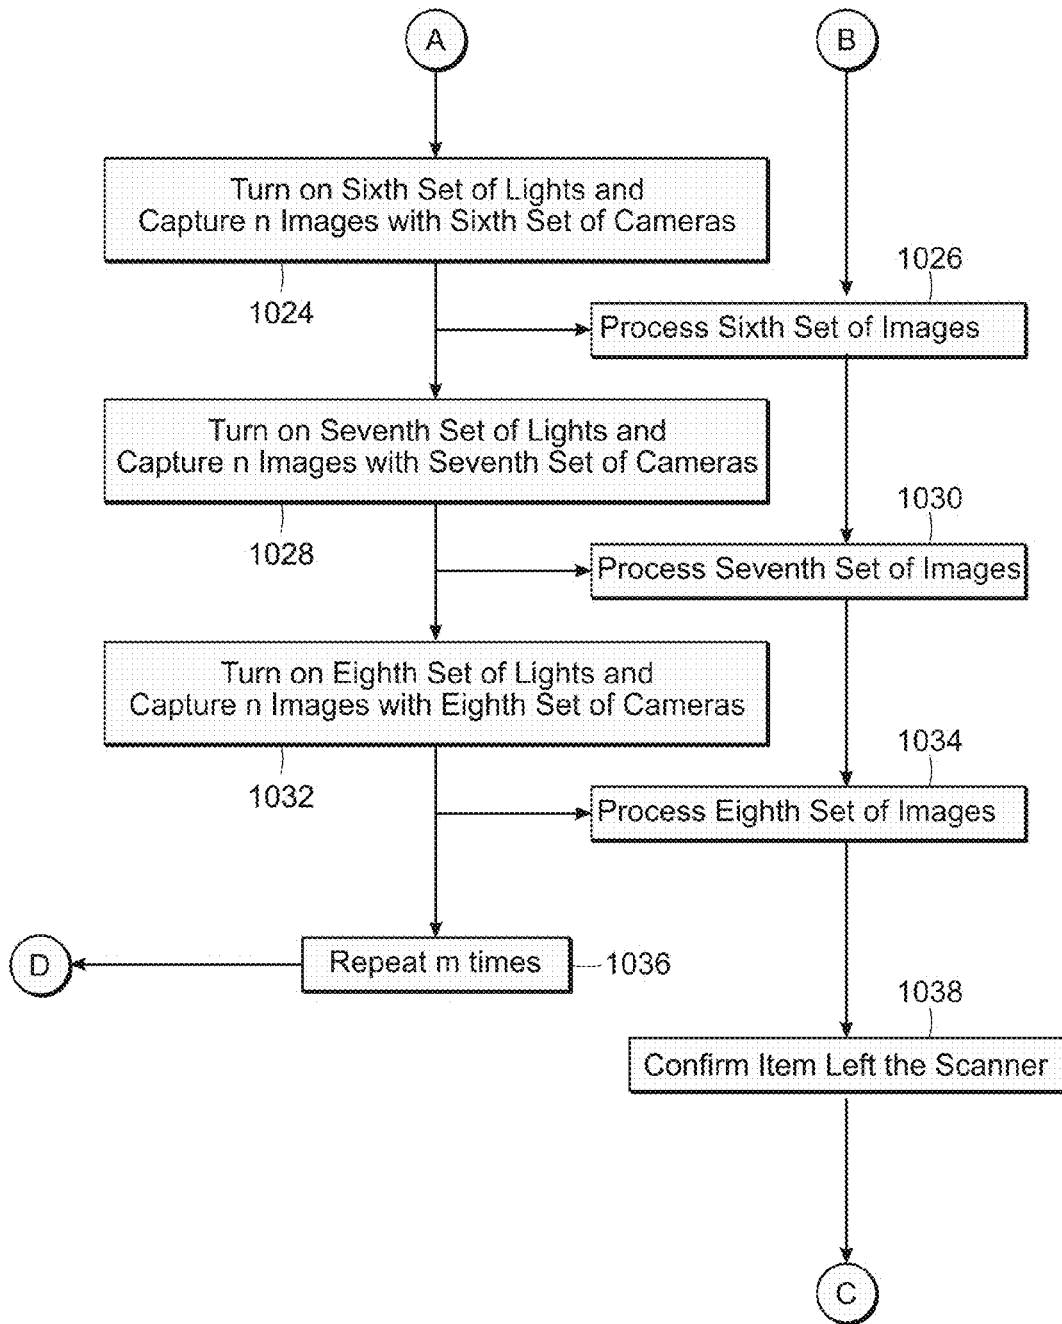 A
B
Turn on Sixth Set of Lights and
Capture n Images with Sixth Set of Cameras
1024
1026
Process Sixth Set of Images
Turn on Seventh Set of Lights and
Capture n Images with Seventh Set of Cameras
1028
1030
Process Seventh Set of Images
Turn on Eighth Set of Lights and
Capture n Images with Eighth Set of Cameras
1032
1034
Process Eighth Set of Images
D
Repeat m times
1036
1038
Confirm Item Left the Scanner
C